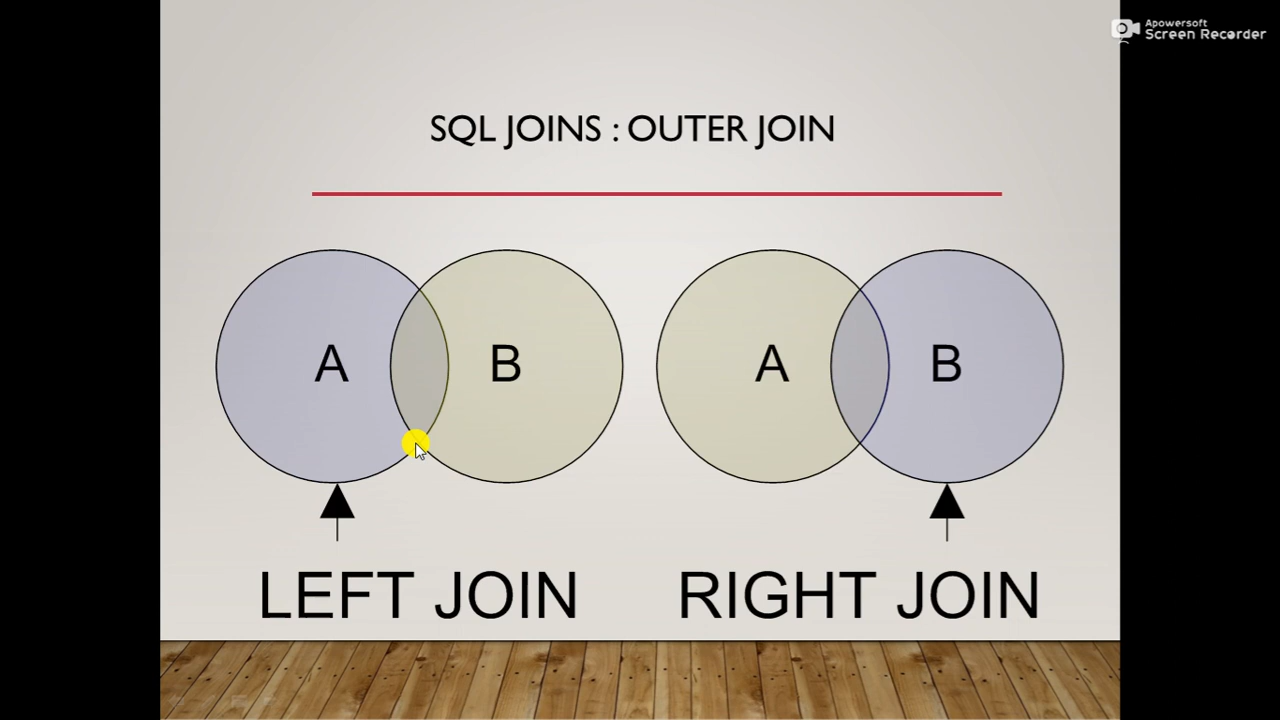 Apowersoft
Screen Recorder
SQL JOINS : OUTER JOIN
A
B
A
B
LEFT JOIN
RIGHT JOIN